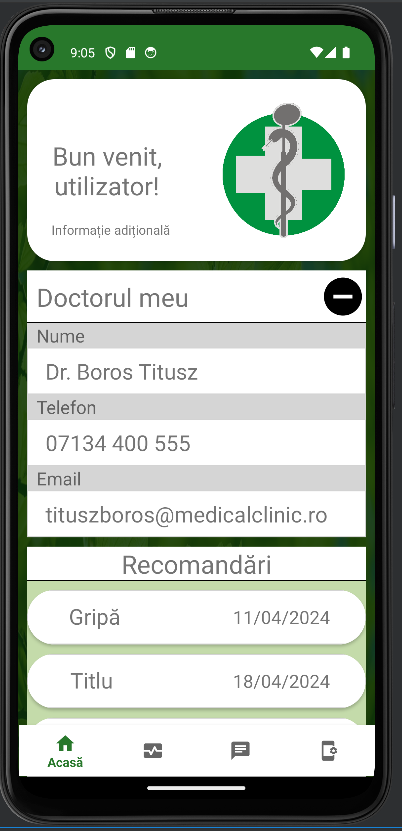 9:05
Bun venit,
utilizator!
Informație adițională
Doctorul meu
Nume
Dr. Boros Titusz
Telefon
07134 400 555
Email
tituszboros@medicalclinic.ro
Recomandări
Gripă 11/04/2024
Titlu 18/04/2024
Acasă